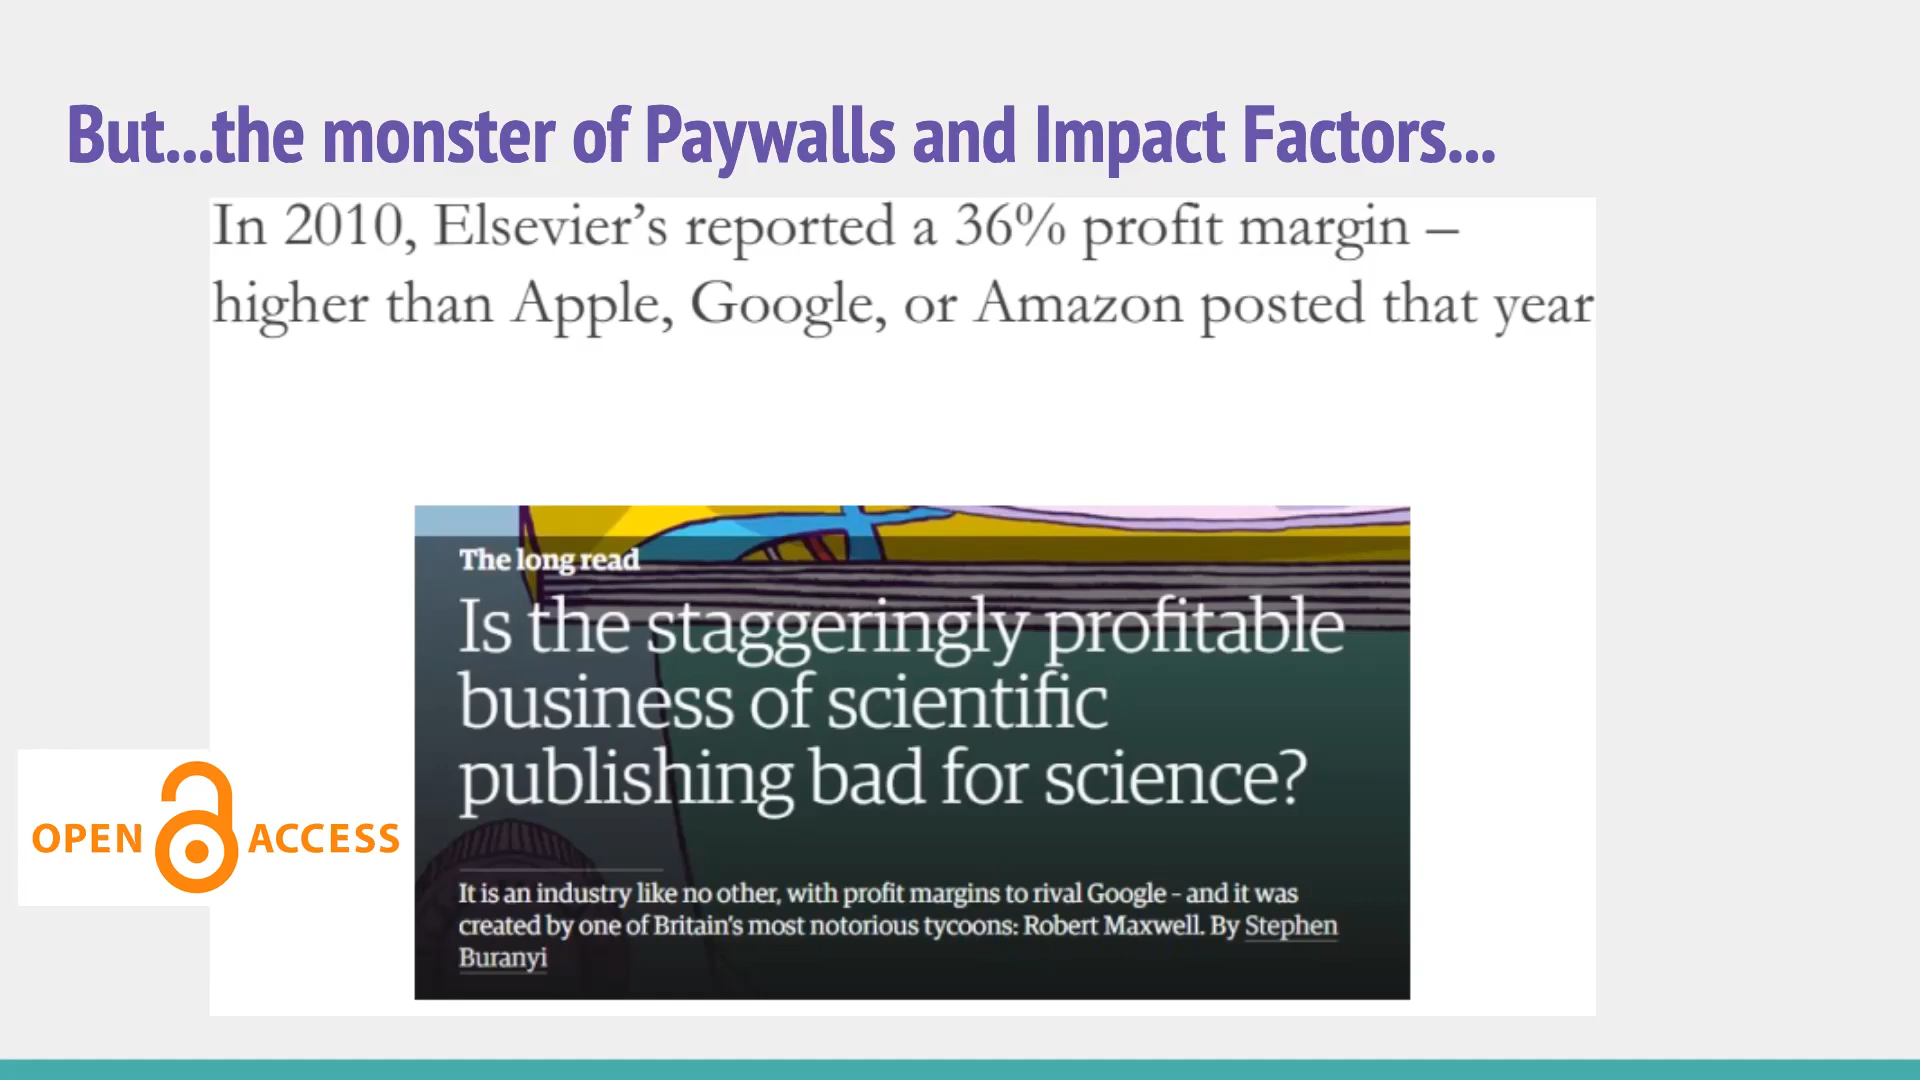 But...the monster of Paywalls and Impact Factors...
In 2010, Elsevier’s reported a 36% profit margin –
higher than Apple, Google, or Amazon posted that year
The long read
Is the staggeringly profitable
business of scientific
publishing bad for science?
OPEN ACCESS
It is an industry like no other, with profit margins to rival Google – and it was
created by one of Britain’s most notorious tycoons: Robert Maxwell. By Stephen
Buranyi